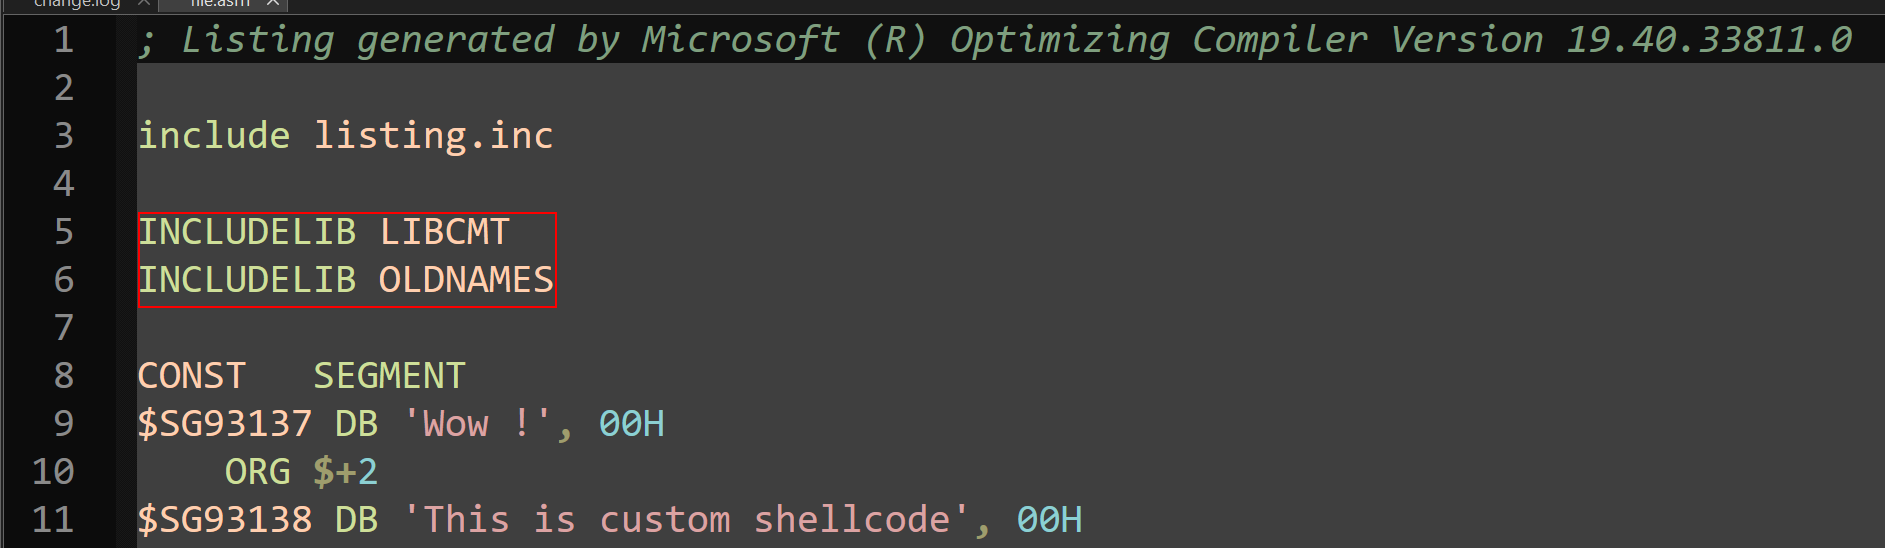 change.log file.asm
1 ; Listing generated by Microsoft (R) Optimizing Compiler Version 19.40.33811.0
2
3 include listing.inc
4
5 INCLUDELIB LIBCMT
6 INCLUDELIB OLDNAMES
7
8 CONST SEGMENT
9 $SG93137 DB 'Wow !', 00H
10 ORG $+2
11 $SG93138 DB 'This is custom shellcode', 00H